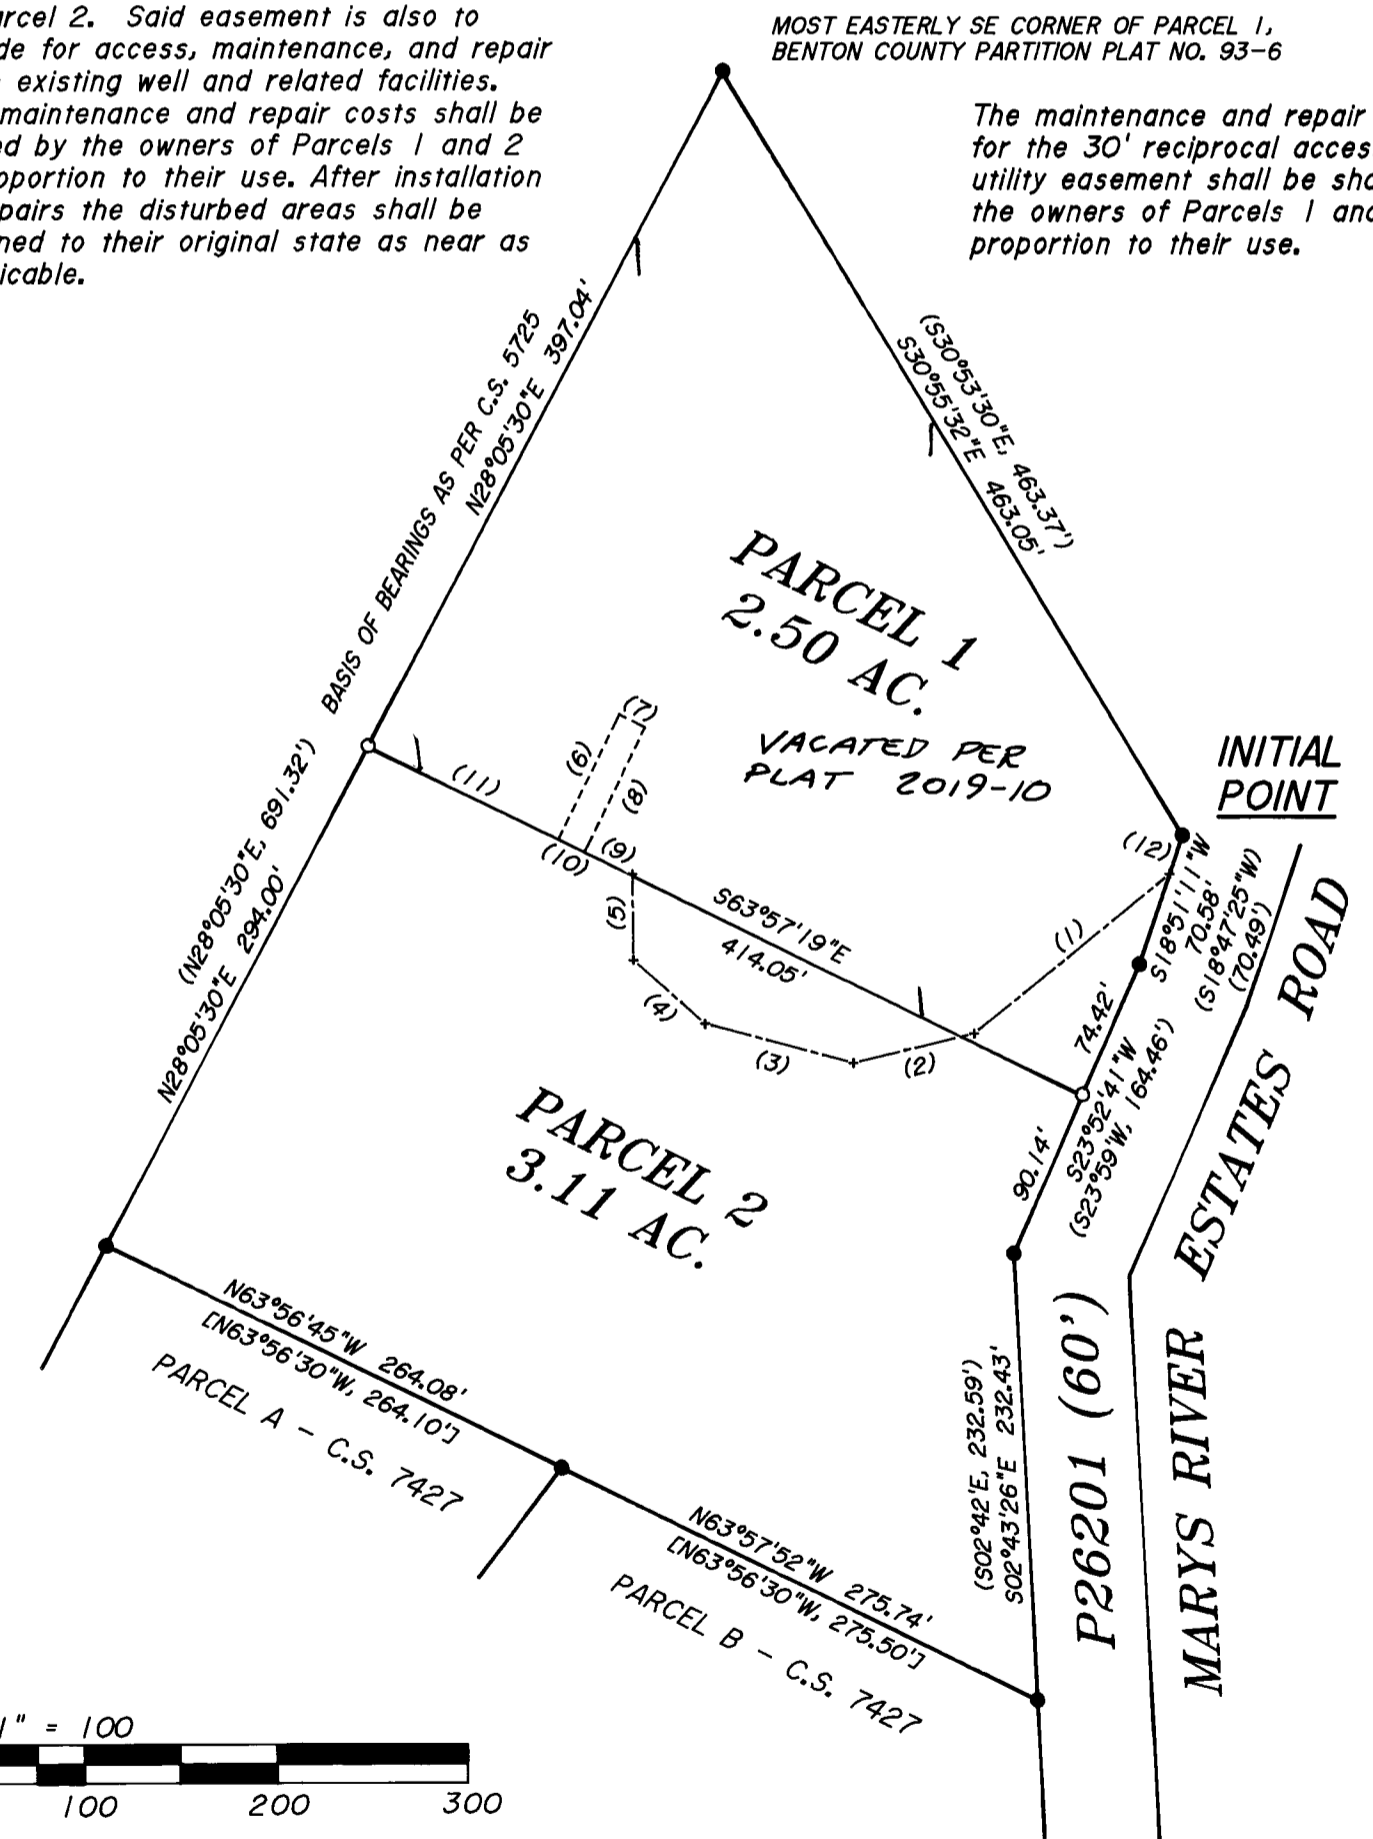 arcel 2. Said easement is also to
de for access, maintenance, and repair
existing well and related facilities.
maintenance and repair costs shall be
ed by the owners of Parcels 1 and 2
oportion to their use. After installation
pairs the disturbed areas shall be
ned to their original state as near as
icable.
MOST EASTERLY SE CORNER OF PARCEL 1,
BENTON COUNTY PARTITION PLAT NO. 93-6
The maintenance and repair
for the 30' reciprocal acces
utility easement shall be sha
the owners of Parcels 1 and
proportion to their use.
BASIS OF BEARINGS AS PER C.S. 5725
N28°05'30"E 397.04'
(S30°53'30"E, 463.37')
S30°55'32"E 463.05'
PARCEL 1
2.50 AC.
VACATED PER
PLAT 2019-10
INITIAL
POINT
(7)
(6)
(8)
(11)
(10)
(9)
(12)
(5)
(1)
(4)
(3)
(2)
S63°57'19"E
414.05'
S18°51'11"W
70.58'
(S18°47'25"W)
(70.49')
74.42'
S23°52'41"W
(S23°59'W, 164.46')
90.14'
(N28°05'30"E, 691.32')
N28°05'30"E 294.00'
PARCEL 2
3.11 AC.
N63°56'45"W 264.08'
[N63°56'30"W, 264.10']
PARCEL A - C.S. 7427
N63°57'52"W 275.74'
[N63°56'30"W, 275.50']
PARCEL B - C.S. 7427
(S02°42'E, 232.59')
S02°43'26"E 232.43'
P26201 (60')
MARYS RIVER ESTATES ROAD
1" = 100
100 200 300